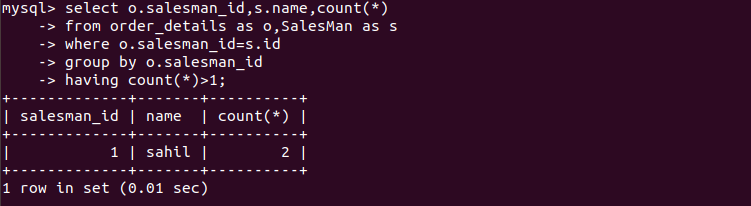 mysql> select o.salesman_id,s.name,count(*)
    -> from order_details as o,SalesMan as s
    -> where o.salesman_id=s.id
    -> group by o.salesman_id
    -> having count(*)>1;
+-------------+-------+----------+
| salesman_id | name  | count(*) |
+-------------+-------+----------+
|           1 | sahil |        2 |
+-------------+-------+----------+
1 row in set (0.01 sec)